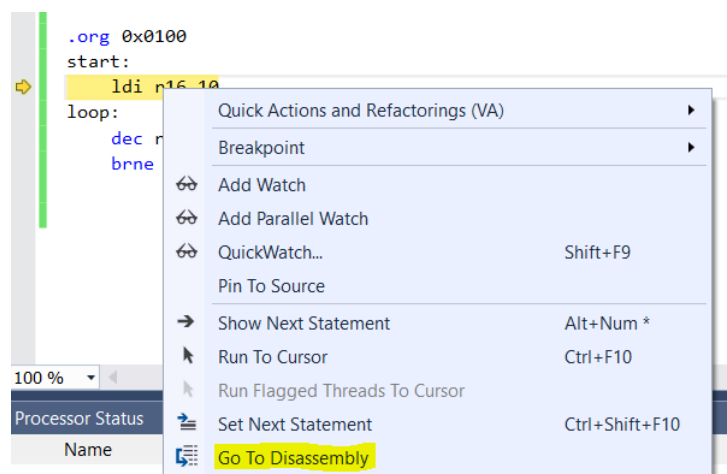 .org 0x0100
start:
ldi r16,10
loop:
dec
brne
Quick Actions and Refactorings (VA)
Breakpoint
Add Watch
Add Parallel Watch
QuickWatch... Shift+F9
Pin To Source
Show Next Statement Alt+Num *
Run To Cursor Ctrl+F10
Run Flagged Threads To Cursor
Set Next Statement Ctrl+Shift+F10
Go To Disassembly
100 %
Processor Status
Name